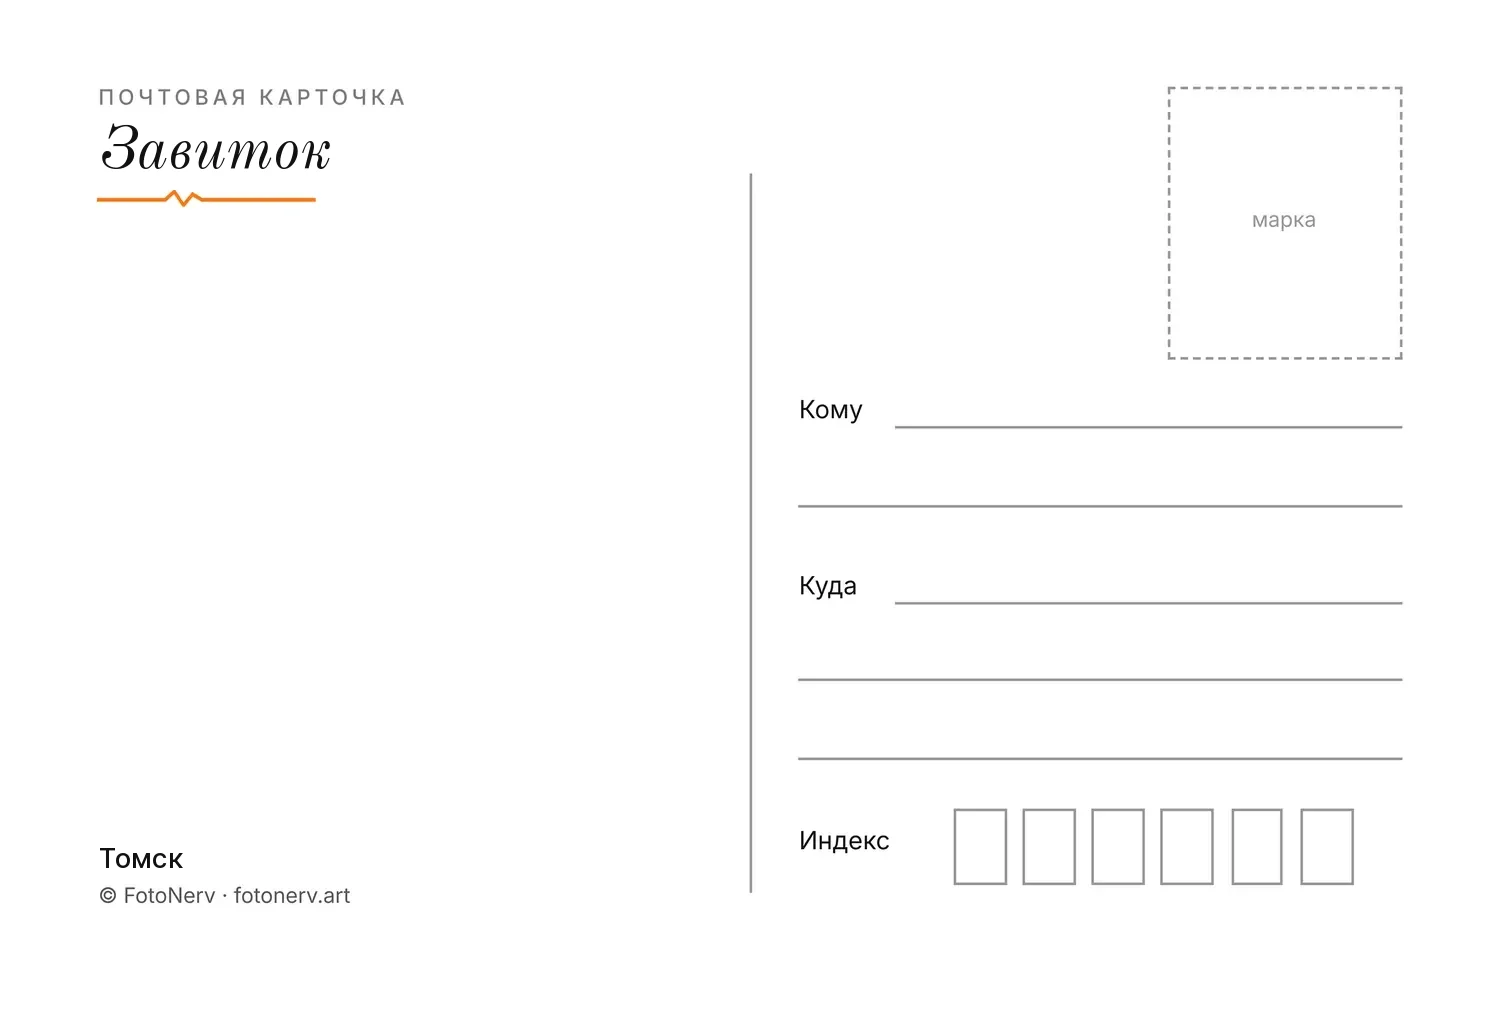 ПОЧТОВАЯ КАРТОЧКА
Завиток
марка
Кому
Куда
Индекс
Томск
© FotoNerv · fotonerv.art